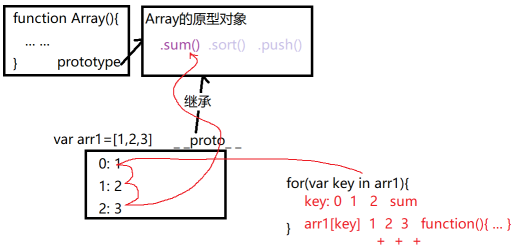 function Array(){
... ...
} prototype
Array的原型对象
.sum() .sort() .push()
继承
var arr1=[1,2,3] __proto__
0: 1
1: 2
2: 3
for(var key in arr1){
key: 0 1 2 sum
arr1[key] 1 2 3 function(){ ... }
}
+ + +